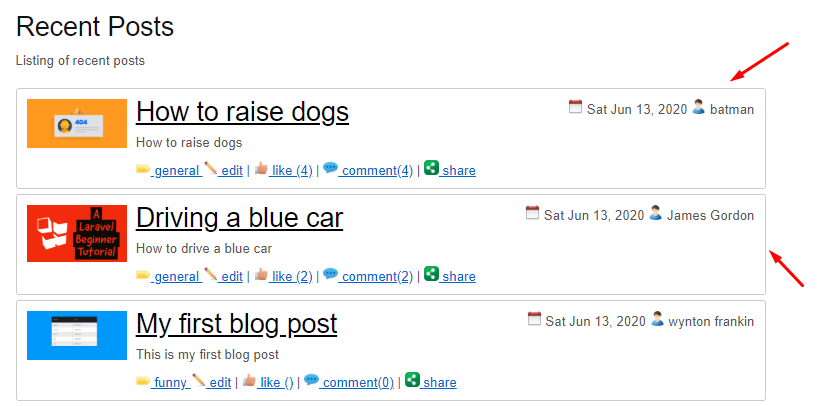 Recent Posts
Listing of recent posts
404
How to raise dogs
Sat Jun 13, 2020 batman
How to raise dogs
general edit | like (4) | comment(4) | share
A
Laravel
Beginner
Tutorial
Driving a blue car
Sat Jun 13, 2020 James Gordon
How to drive a blue car
general edit | like (2) | comment(2) | share
My first blog post
Sat Jun 13, 2020 wynton frankin
This is my first blog post
funny edit | like () | comment(0) | share